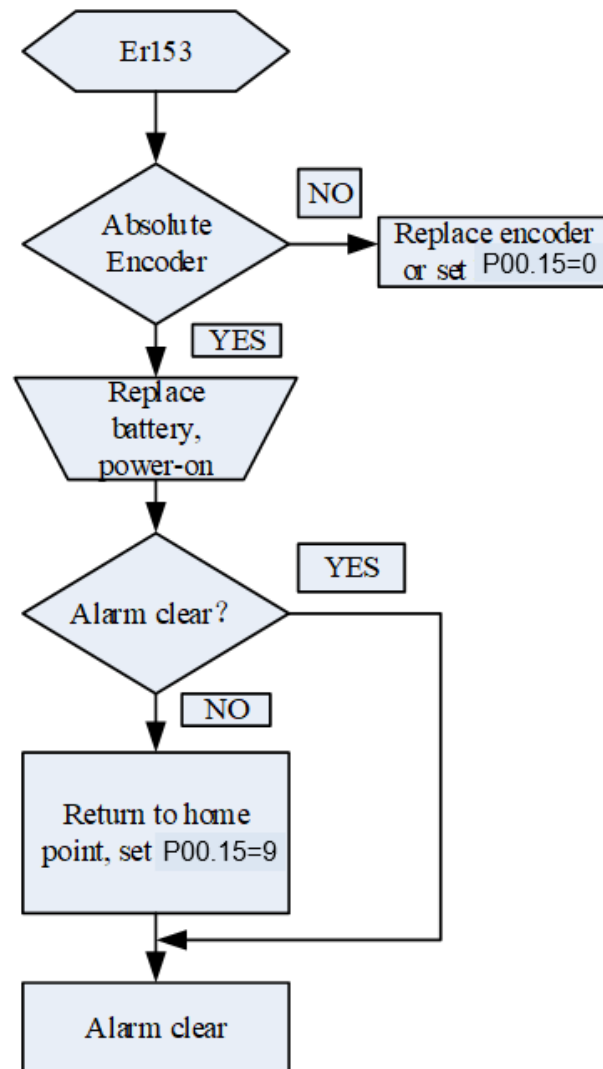 Er153
NO
Absolute
Encoder
Replace encoder
or set P00.15=0
YES
Replace
battery,
power-on
YES
Alarm clear?
NO
Return to home
point, set P00.15=9
Alarm clear